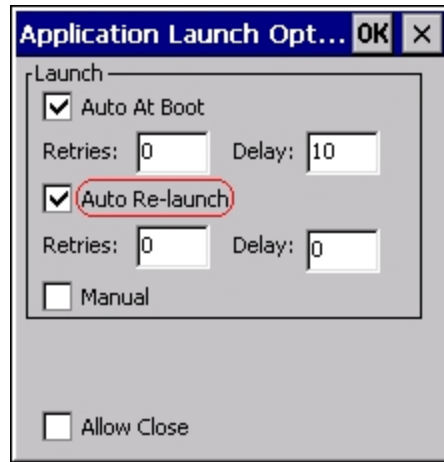 Application Launch Opt... OK ×
Launch
Auto At Boot
Retries: 0 Delay: 10
Auto Re-launch
Retries: 0 Delay: 0
Manual
Allow Close